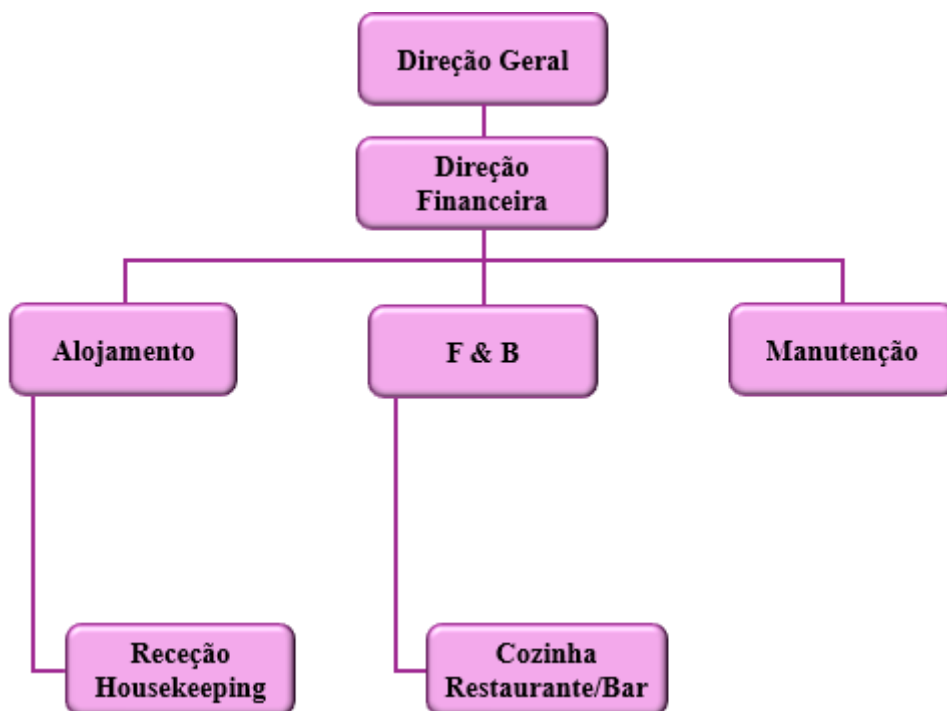 Direção Geral
Direção
Financeira
Alojamento
F & B
Manutenção
Receção
Housekeeping
Cozinha
Restaurante/Bar